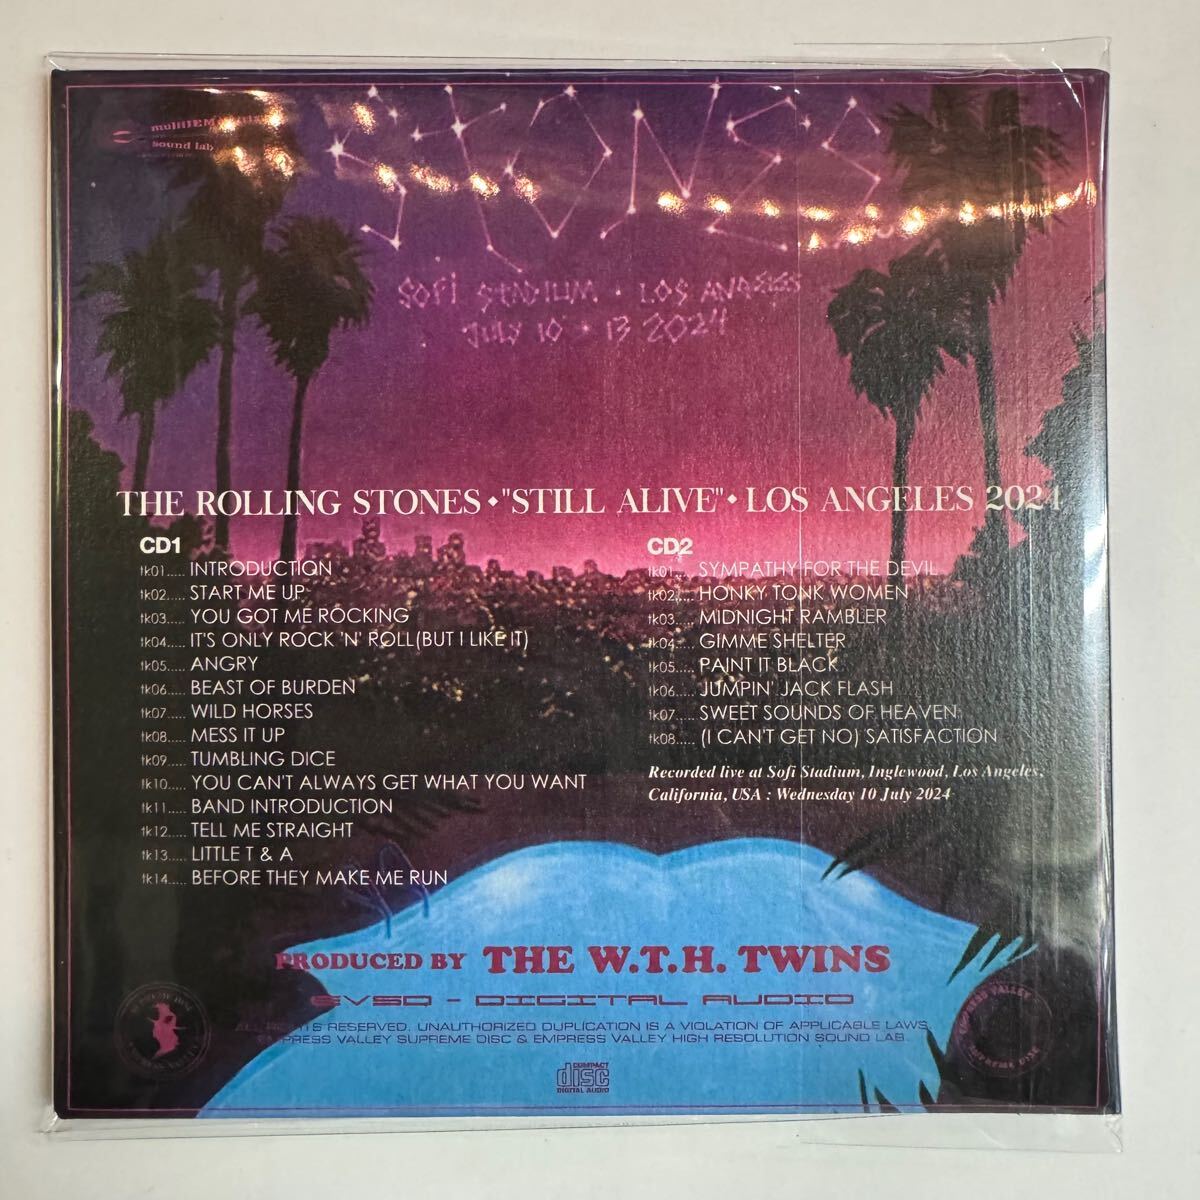 multiIEM matrix
sound lab
STONES
SOFI STADIUM • LOS ANGELES
JULY 10 • 13 2024
THE ROLLING STONES◆"STILL ALIVE"◆LOS ANGELES 2024
CD1
tk01..... INTRODUCTION
tk02..... START ME UP
tk03..... YOU GOT ME ROCKING
tk04..... IT'S ONLY ROCK 'N' ROLL(BUT I LIKE IT)
tk05..... ANGRY
tk06..... BEAST OF BURDEN
tk07..... WILD HORSES
tk08..... MESS IT UP
tk09..... TUMBLING DICE
tk10..... YOU CAN'T ALWAYS GET WHAT YOU WANT
tk11..... BAND INTRODUCTION
tk12..... TELL ME STRAIGHT
tk13..... LITTLE T & A
tk14..... BEFORE THEY MAKE ME RUN
CD2
tk01..... SYMPATHY FOR THE DEVIL
tk02..... HONKY TONK WOMEN
tk03..... MIDNIGHT RAMBLER
tk04..... GIMME SHELTER
tk05..... PAINT IT BLACK
tk06..... JUMPIN' JACK FLASH
tk07..... SWEET SOUNDS OF HEAVEN
tk08..... (I CAN'T GET NO) SATISFACTION
Recorded live at Sofi Stadium, Inglewood, Los Angeles,
California, USA : Wednesday 10 July 2024
PRODUCED BY THE W.T.H. TWINS
EVSD - DIGITAL AUDIO
ALL RIGHTS RESERVED. UNAUTHORIZED DUPLICATION IS A VIOLATION OF APPLICABLE LAWS.
EMPRESS VALLEY SUPREME DISC & EMPRESS VALLEY HIGH RESOLUTION SOUND LAB.
EMPRESS VALLEY
SUPREME DISC
COMPACT
disc
DIGITAL AUDIO